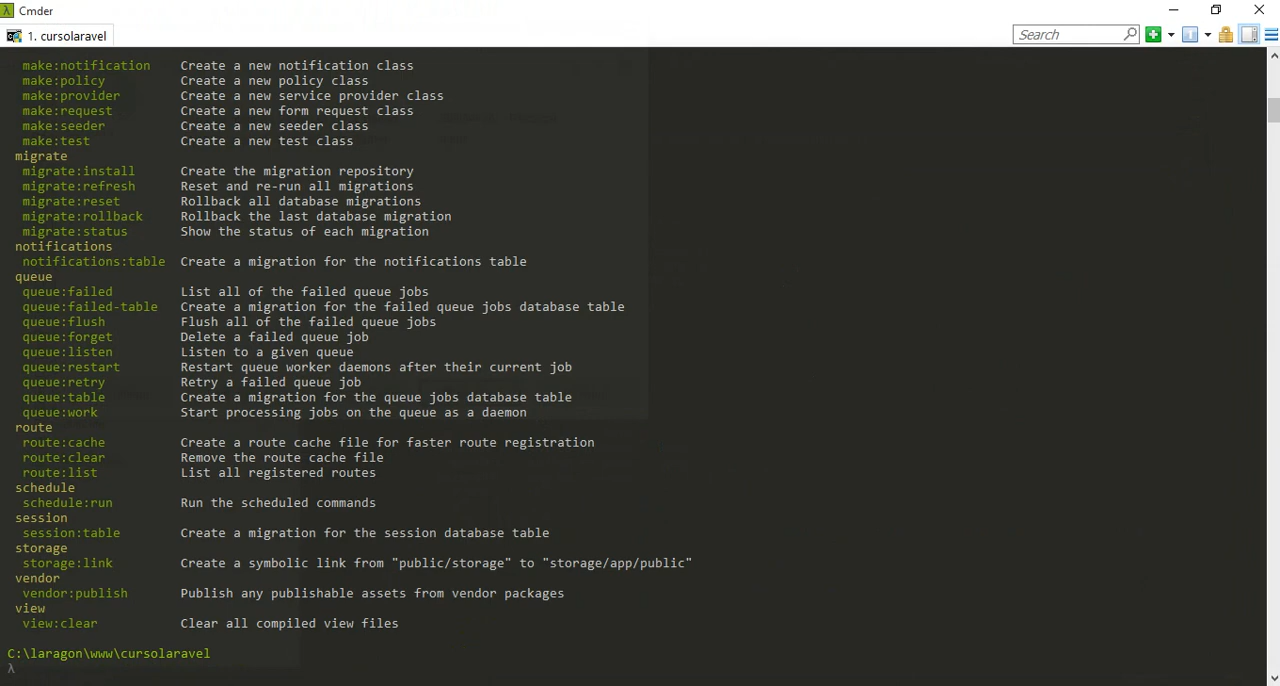 Cmder
1. cursolaravel
Search
make:notification Create a new notification class
make:policy Create a new policy class
make:provider Create a new service provider class
make:request Create a new form request class
make:seeder Create a new seeder class
make:test Create a new test class
migrate
migrate:install Create the migration repository
migrate:refresh Reset and re-run all migrations
migrate:reset Rollback all database migrations
migrate:rollback Rollback the last database migration
migrate:status Show the status of each migration
notifications
notifications:table Create a migration for the notifications table
queue
queue:failed List all of the failed queue jobs
queue:failed-table Create a migration for the failed queue jobs database table
queue:flush Flush all of the failed queue jobs
queue:forget Delete a failed queue job
queue:listen Listen to a given queue
queue:restart Restart queue worker daemons after their current job
queue:retry Retry a failed queue job
queue:table Create a migration for the queue jobs database table
queue:work Start processing jobs on the queue as a daemon
route
route:cache Create a route cache file for faster route registration
route:clear Remove the route cache file
route:list List all registered routes
schedule
schedule:run Run the scheduled commands
session
session:table Create a migration for the session database table
storage
storage:link Create a symbolic link from "public/storage" to "storage/app/public"
vendor
vendor:publish Publish any publishable assets from vendor packages
view
view:clear Clear all compiled view files
C:\laragon\www\cursolaravel
λ